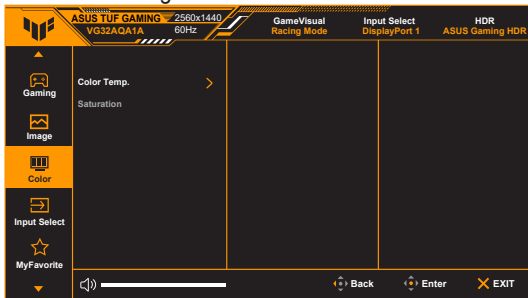 ASUS TUF GAMING 2560x1440
VG32AQA1A 60Hz
GameVisual
Racing Mode
Input Select
DisplayPort 1
HDR
ASUS Gaming HDR
Gaming
Image
Color
Input Select
MyFavorite
Color Temp.
Saturation
Back
Enter
EXIT